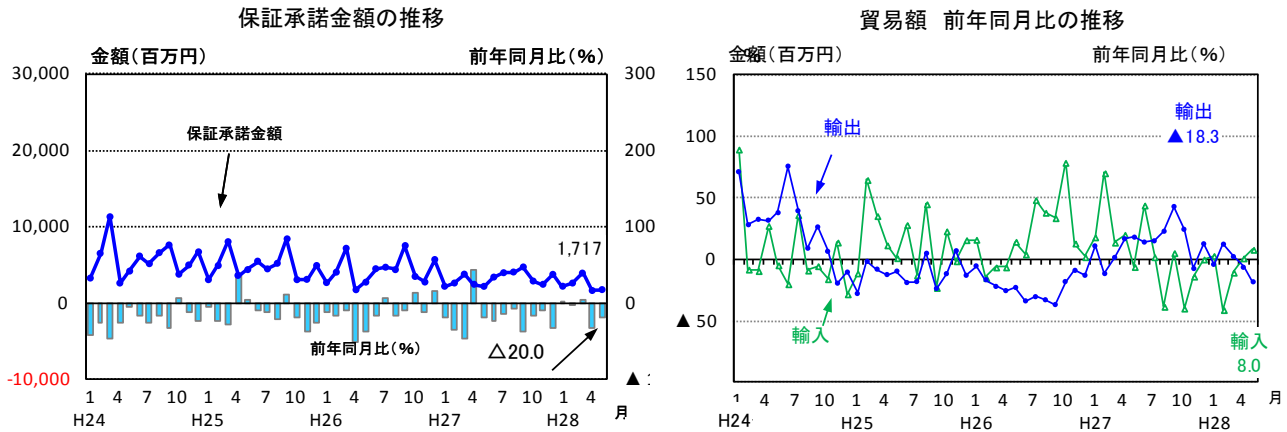 保証承諾金額の推移
金額(百万円)
前年同月比(%)
30,000
300
20,000
200
10,000
100
0
0
-10,000
▲
保証承諾金額
1,717
前年同月比(%)
△20.0
1 4 7 10 1 4 7 10 1 4 7 10 1 4 7 10 1 4
月
H24 H25 H26 H27 H28
貿易額 前年同月比の推移
金額(百万円)
%
前年同月比(%)
150
100
50
0
▲ 50
輸出
輸出
▲18.3
輸入
輸入
8.0
1 4 7 10 1 4 7 10 1 4 7 10 1 4 7 10 1 4
月
H24 H25 H26 H27 H28